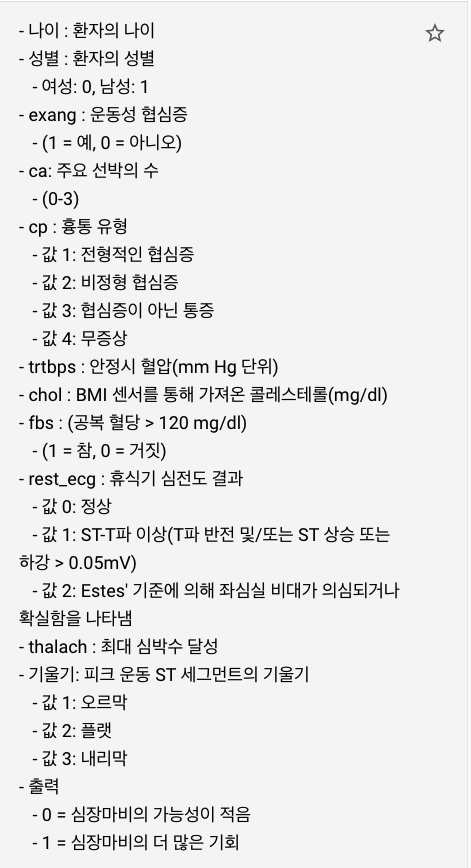 - 나이 : 환자의 나이
- 성별 : 환자의 성별
- 여성: 0, 남성: 1
- exang : 운동성 협심증
- (1 = 예, 0 = 아니오)
- ca: 주요 선박의 수
- (0-3)
- cp : 흉통 유형
- 값 1: 전형적인 협심증
- 값 2: 비정형 협심증
- 값 3: 협심증이 아닌 통증
- 값 4: 무증상
- trtbps : 안정시 혈압(mm Hg 단위)
- chol : BMI 센서를 통해 가져온 콜레스테롤(mg/dl)
- fbs : (공복 혈당 > 120 mg/dl)
- (1 = 참, 0 = 거짓)
- rest_ecg : 휴식기 심전도 결과
- 값 0: 정상
- 값 1: ST-T파 이상(T파 반전 및/또는 ST 상승 또는
하강 > 0.05mV)
- 값 2: Estes' 기준에 의해 좌심실 비대가 의심되거나
확실함을 나타냄
- thalach : 최대 심박수 달성
- 기울기: 피크 운동 ST 세그먼트의 기울기
- 값 1: 오르막
- 값 2: 플랫
- 값 3: 내리막
- 출력
- 0 = 심장마비의 가능성이 적음
- 1 = 심장마비의 더 많은 기회